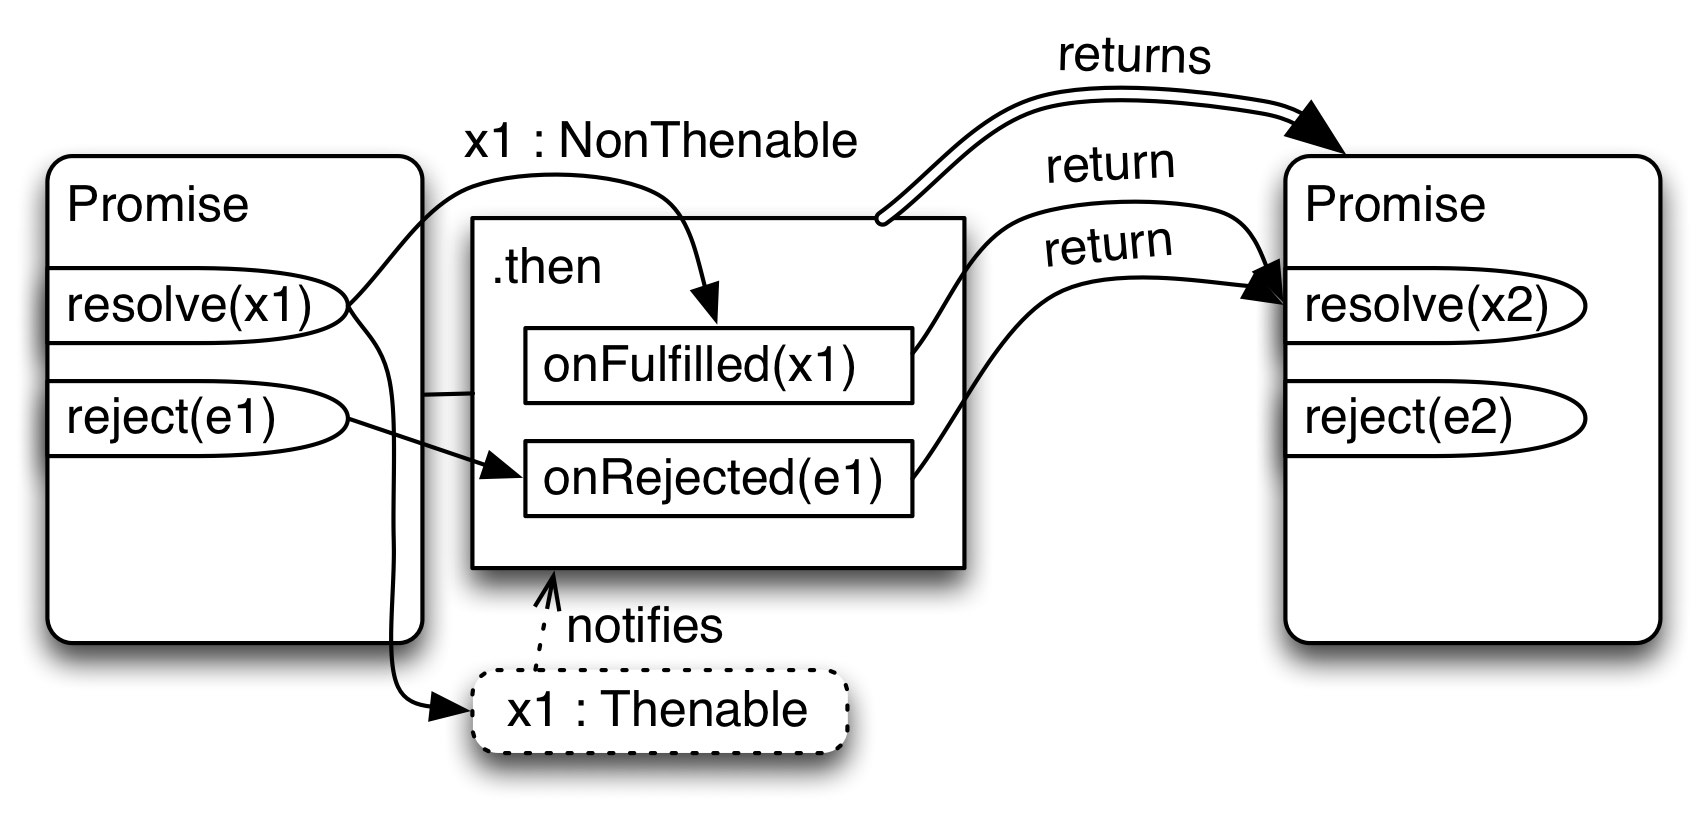 returns
x1 : NonThenable
return
Promise
Promise
return
.then
resolve(x1)
resolve(x2)
onFulfilled(x1)
reject(e1)
reject(e2)
onRejected(e1)
notifies
x1 : Thenable